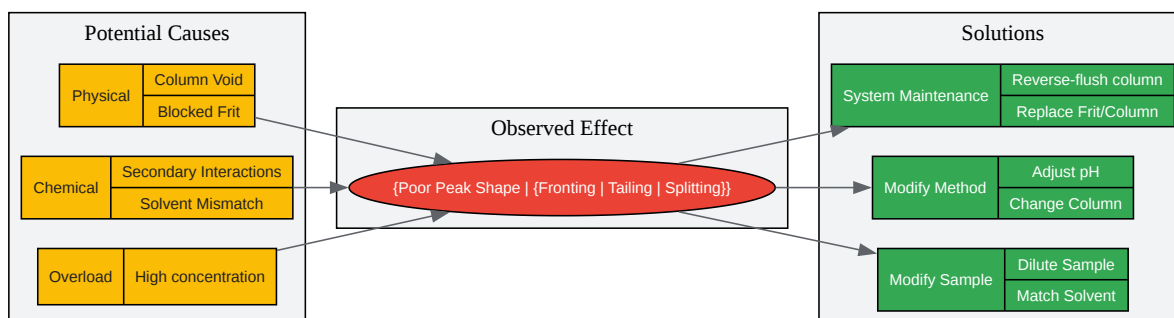 Potential Causes
Physical
Column Void
Blocked Frit
Chemical
Secondary Interactions
Solvent Mismatch
Overload
High concentration
Observed Effect
{Poor Peak Shape | {Fronting | Tailing | Splitting}}
Solutions
System Maintenance
Reverse-flush column
Replace Frit/Column
Modify Method
Adjust pH
Change Column
Modify Sample
Dilute Sample
Match Solvent